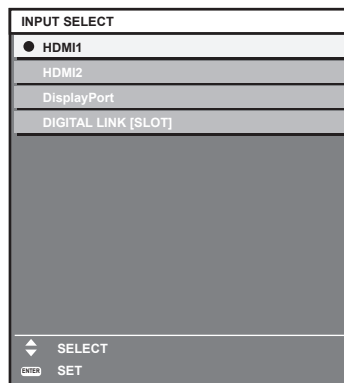 INPUT SELECT
HDMI1
HDMI2
DisplayPort
DIGITAL LINK [SLOT]
SELECT
ENTER SET